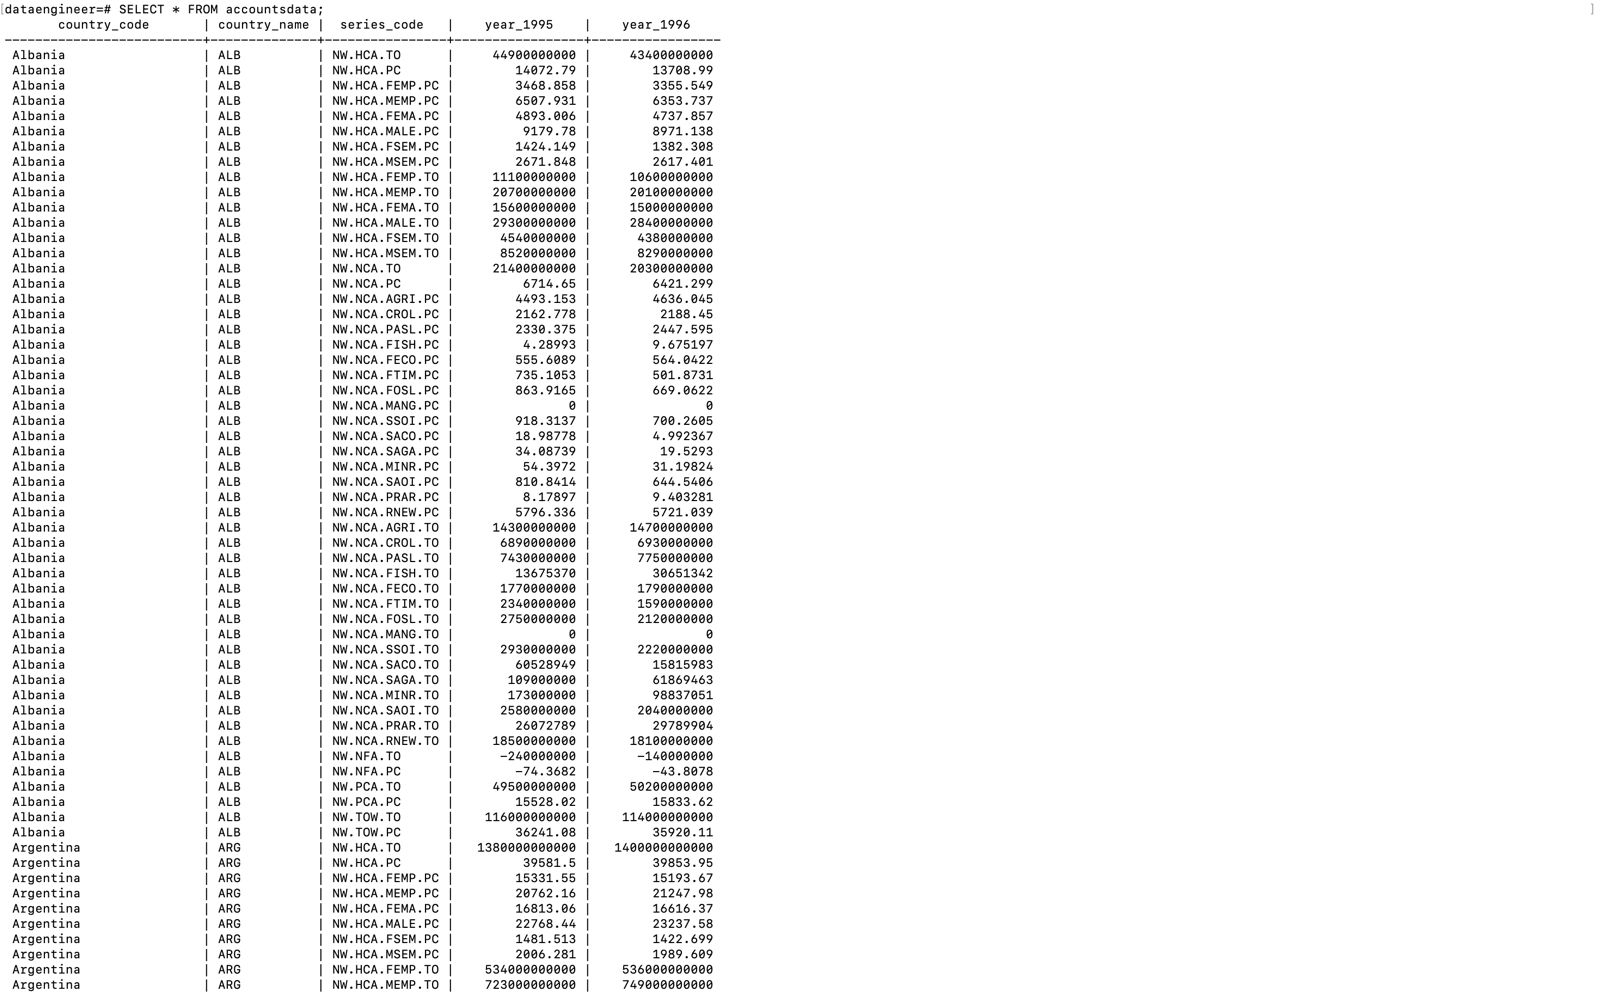 [dataengineer=# SELECT * FROM accountsdata; ]
country_code | country_name | series_code | year_1995 | year_1996
---------------------------+--------------+----------------+----------------+----------------
Albania | ALB | NW.HCA.TO | 44900000000 | 43400000000
Albania | ALB | NW.HCA.PC | 14072.79 | 13708.99
Albania | ALB | NW.HCA.FEMP.PC | 3468.858 | 3355.549
Albania | ALB | NW.HCA.MEMP.PC | 6507.931 | 6353.737
Albania | ALB | NW.HCA.FEMA.PC | 4893.006 | 4737.857
Albania | ALB | NW.HCA.MALE.PC | 9179.78 | 8971.138
Albania | ALB | NW.HCA.FSEM.PC | 1424.149 | 1382.308
Albania | ALB | NW.HCA.MSEM.PC | 2671.848 | 2617.401
Albania | ALB | NW.HCA.FEMP.TO | 11100000000 | 10600000000
Albania | ALB | NW.HCA.MEMP.TO | 20700000000 | 20100000000
Albania | ALB | NW.HCA.FEMA.TO | 15600000000 | 15000000000
Albania | ALB | NW.HCA.MALE.TO | 29300000000 | 28400000000
Albania | ALB | NW.HCA.FSEM.TO | 4540000000 | 4380000000
Albania | ALB | NW.HCA.MSEM.TO | 8520000000 | 8290000000
Albania | ALB | NW.NCA.TO | 21400000000 | 20300000000
Albania | ALB | NW.NCA.PC | 6714.65 | 6421.299
Albania | ALB | NW.NCA.AGRI.PC | 4493.153 | 4636.045
Albania | ALB | NW.NCA.CROL.PC | 2162.778 | 2188.45
Albania | ALB | NW.NCA.PASL.PC | 2330.375 | 2447.595
Albania | ALB | NW.NCA.FISH.PC | 4.28993 | 9.675197
Albania | ALB | NW.NCA.FECO.PC | 555.6089 | 564.0422
Albania | ALB | NW.NCA.FTIM.PC | 735.1053 | 501.8731
Albania | ALB | NW.NCA.FOSL.PC | 863.9165 | 669.0622
Albania | ALB | NW.NCA.MANG.PC | 0 | 0
Albania | ALB | NW.NCA.SSOI.PC | 918.3137 | 700.2605
Albania | ALB | NW.NCA.SACO.PC | 18.98778 | 4.992367
Albania | ALB | NW.NCA.SAGA.PC | 34.08739 | 19.5293
Albania | ALB | NW.NCA.MINR.PC | 54.3972 | 31.19824
Albania | ALB | NW.NCA.SAOI.PC | 810.8414 | 644.5406
Albania | ALB | NW.NCA.PRAR.PC | 8.17897 | 9.403281
Albania | ALB | NW.NCA.RNEW.PC | 5796.336 | 5721.039
Albania | ALB | NW.NCA.AGRI.TO | 14300000000 | 14700000000
Albania | ALB | NW.NCA.CROL.TO | 6890000000 | 6930000000
Albania | ALB | NW.NCA.PASL.TO | 7430000000 | 7750000000
Albania | ALB | NW.NCA.FISH.TO | 13675370 | 30651342
Albania | ALB | NW.NCA.FECO.TO | 1770000000 | 1790000000
Albania | ALB | NW.NCA.FTIM.TO | 2340000000 | 1590000000
Albania | ALB | NW.NCA.FOSL.TO | 2750000000 | 2120000000
Albania | ALB | NW.NCA.MANG.TO | 0 | 0
Albania | ALB | NW.NCA.SSOI.TO | 2930000000 | 2220000000
Albania | ALB | NW.NCA.SACO.TO | 60528949 | 15815983
Albania | ALB | NW.NCA.SAGA.TO | 109000000 | 61869463
Albania | ALB | NW.NCA.MINR.TO | 173000000 | 98837051
Albania | ALB | NW.NCA.SAOI.TO | 2580000000 | 2040000000
Albania | ALB | NW.NCA.PRAR.TO | 26072789 | 29789904
Albania | ALB | NW.NCA.RNEW.TO | 18500000000 | 18100000000
Albania | ALB | NW.NFA.TO | -240000000 | -140000000
Albania | ALB | NW.NFA.PC | -74.3682 | -43.8078
Albania | ALB | NW.PCA.TO | 49500000000 | 50200000000
Albania | ALB | NW.PCA.PC | 15528.02 | 15833.62
Albania | ALB | NW.TOW.TO | 116000000000 | 114000000000
Albania | ALB | NW.TOW.PC | 36241.08 | 35920.11
Argentina | ARG | NW.HCA.TO | 1380000000000 | 1400000000000
Argentina | ARG | NW.HCA.PC | 39581.5 | 39853.95
Argentina | ARG | NW.HCA.FEMP.PC | 15331.55 | 15193.67
Argentina | ARG | NW.HCA.MEMP.PC | 20762.16 | 21247.98
Argentina | ARG | NW.HCA.FEMA.PC | 16813.06 | 16616.37
Argentina | ARG | NW.HCA.MALE.PC | 22768.44 | 23237.58
Argentina | ARG | NW.HCA.FSEM.PC | 1481.513 | 1422.699
Argentina | ARG | NW.HCA.MSEM.PC | 2006.281 | 1989.609
Argentina | ARG | NW.HCA.FEMP.TO | 534000000000 | 536000000000
Argentina | ARG | NW.HCA.MEMP.TO | 723000000000 | 749000000000